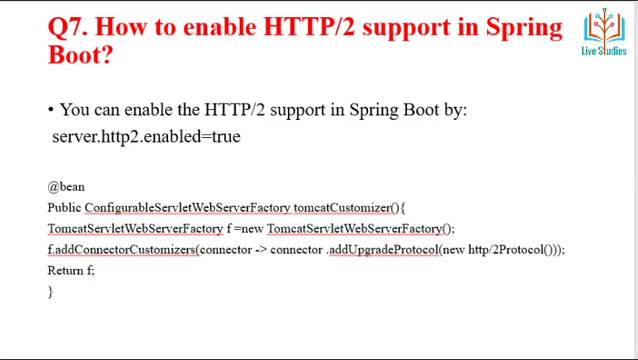 Q7. How to enable HTTP/2 support in Spring
Boot?
Live Studies
• You can enable the HTTP/2 support in Spring Boot by:
server.http2.enabled=true
@bean
Public ConfigurableServletWebServerFactory tomcatCustomizer(){
TomcatServletWebServerFactory f =new TomcatServletWebServerFactory();
f.addConnectorCustomizers(connector -> connector .addUpgradeProtocol(new http/2Protocol()));
Return f;
}